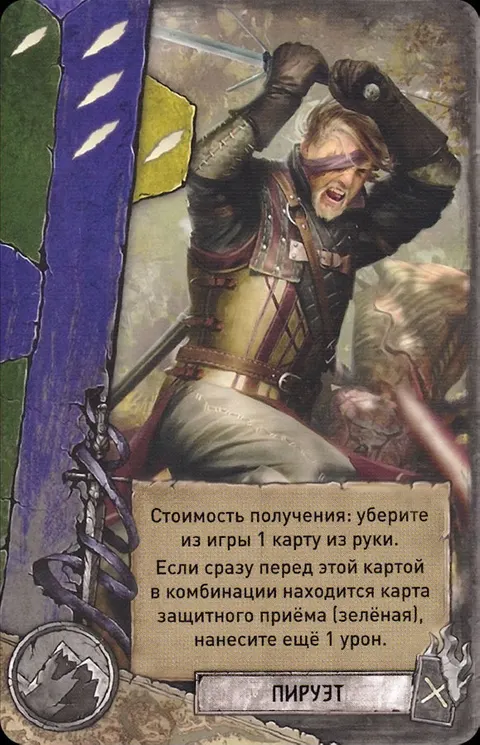 Стоимость получения: уберите
из игры 1 карту из руки.
Если сразу перед этой картой
в комбинации находится карта
защитного приёма (зелёная),
нанесите ещё 1 урон.
ПИРУЭТ